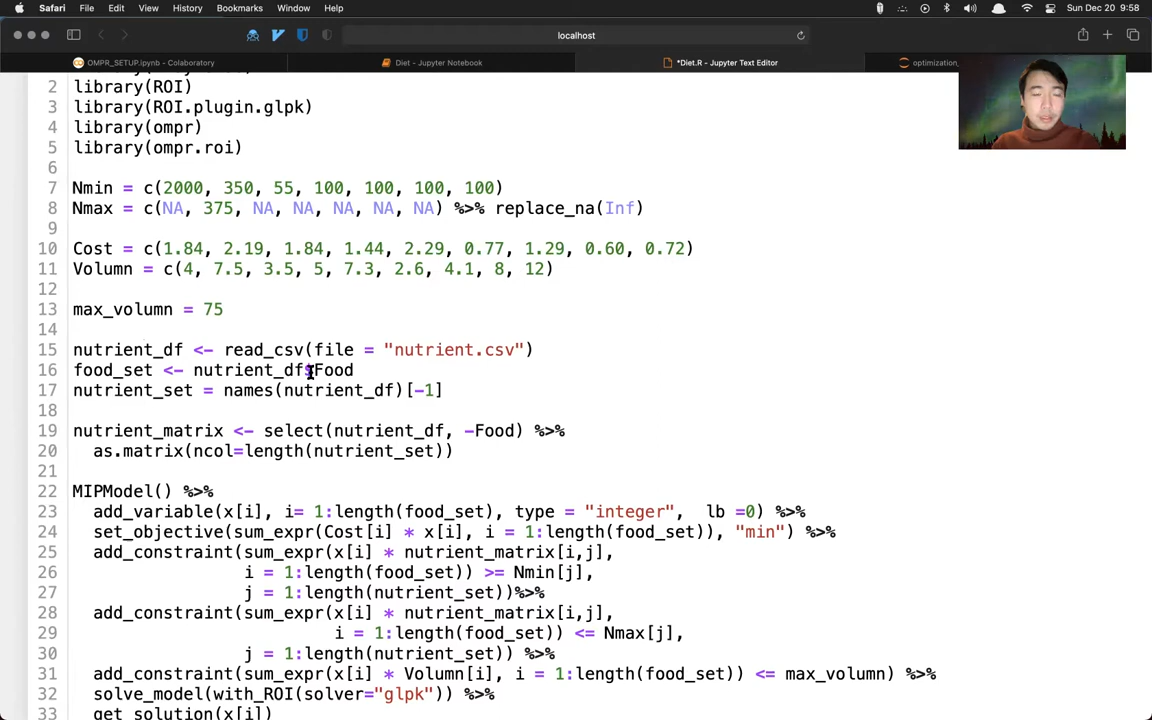 Safari File Edit View History Bookmarks Window Help Sun Dec 20 9:58
localhost
OMPR_SETUP.ipynb - Colaboratory Diet - Jupyter Notebook *Diet.R - Jupyter Text Editor optimization_
2 library(ROI)
3 library(ROI.plugin.glpk)
4 library(ompr)
5 library(ompr.roi)
6
7 Nmin = c(2000, 350, 55, 100, 100, 100, 100)
8 Nmax = c(NA, 375, NA, NA, NA, NA, NA) %>% replace_na(Inf)
9
10 Cost = c(1.84, 2.19, 1.84, 1.44, 2.29, 0.77, 1.29, 0.60, 0.72)
11 Volumn = c(4, 7.5, 3.5, 5, 7.3, 2.6, 4.1, 8, 12)
12
13 max_volumn = 75
14
15 nutrient_df <- read_csv(file = "nutrient.csv")
16 food_set <- nutrient_df$Food
17 nutrient_set = names(nutrient_df)[-1]
18
19 nutrient_matrix <- select(nutrient_df, -Food) %>%
20 as.matrix(ncol=length(nutrient_set))
21
22 MIPModel() %>%
23 add_variable(x[i], i= 1:length(food_set), type = "integer", lb =0) %>%
24 set_objective(sum_expr(Cost[i] * x[i], i = 1:length(food_set)), "min") %>%
25 add_constraint(sum_expr(x[i] * nutrient_matrix[i,j],
26 i = 1:length(food_set)) >= Nmin[j],
27 j = 1:length(nutrient_set))%>%
28 add_constraint(sum_expr(x[i] * nutrient_matrix[i,j],
29 i = 1:length(food_set)) <= Nmax[j],
30 j = 1:length(nutrient_set)) %>%
31 add_constraint(sum_expr(x[i] * Volumn[i], i = 1:length(food_set)) <= max_volumn) %>%
32 solve_model(with_ROI(solver="glpk")) %>%
33 get_solution(x[i])